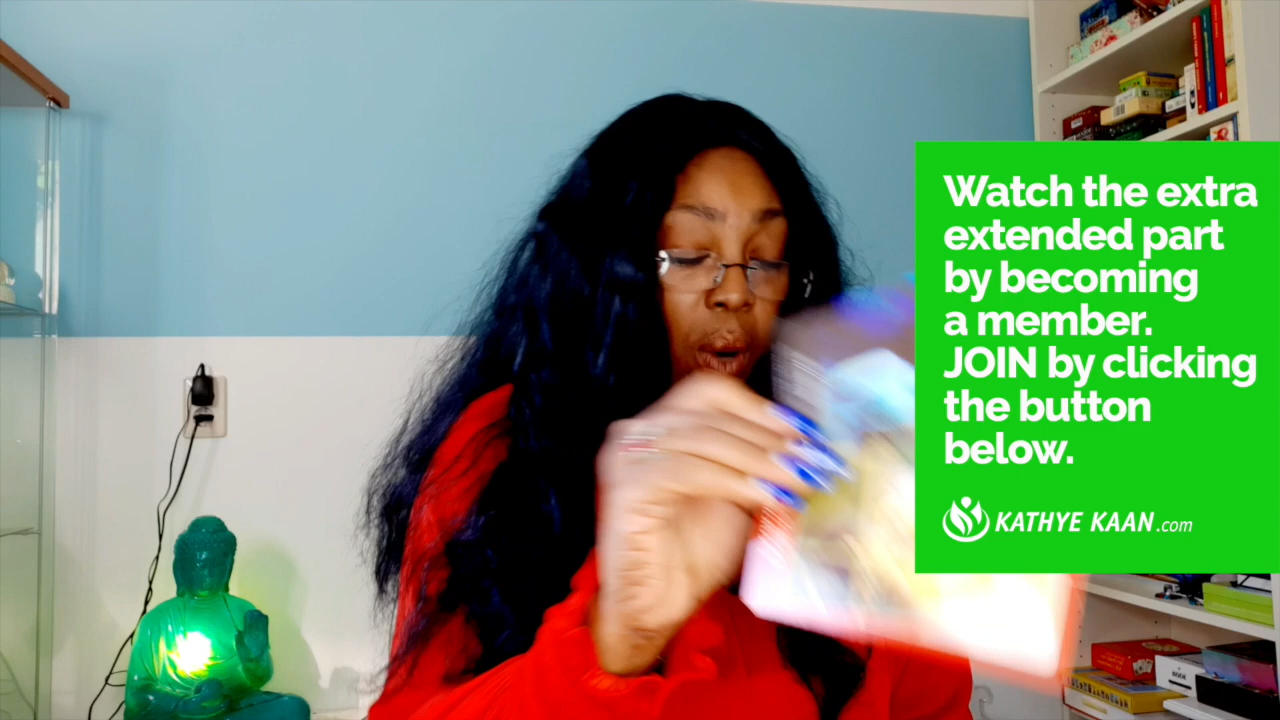 Watch the extra
extended part
by becoming
a member.
JOIN by clicking
the button
below.
KATHYE KAAN.com